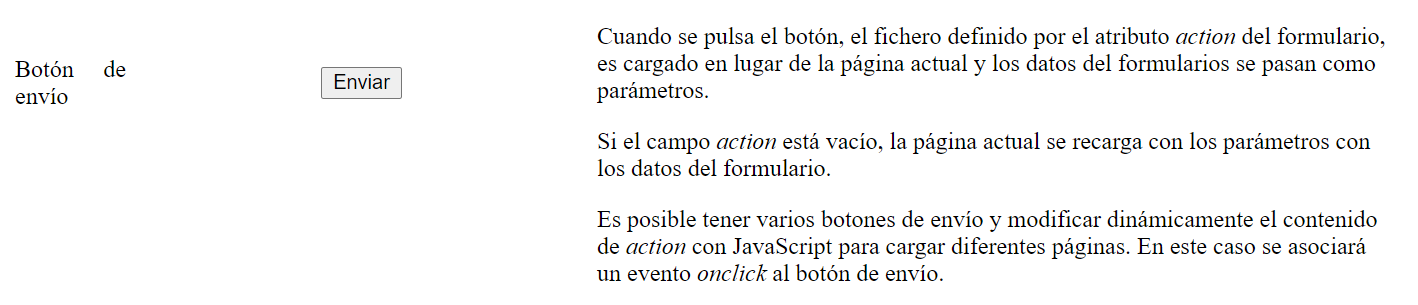 Botón de
envío
Enviar
Cuando se pulsa el botón, el fichero definido por el atributo action del formulario,
es cargado en lugar de la página actual y los datos del formularios se pasan como
parámetros.
Si el campo action está vacío, la página actual se recarga con los parámetros con
los datos del formulario.
Es posible tener varios botones de envío y modificar dinámicamente el contenido
de action con JavaScript para cargar diferentes páginas. En este caso se asociará
un evento onclick al botón de envío.